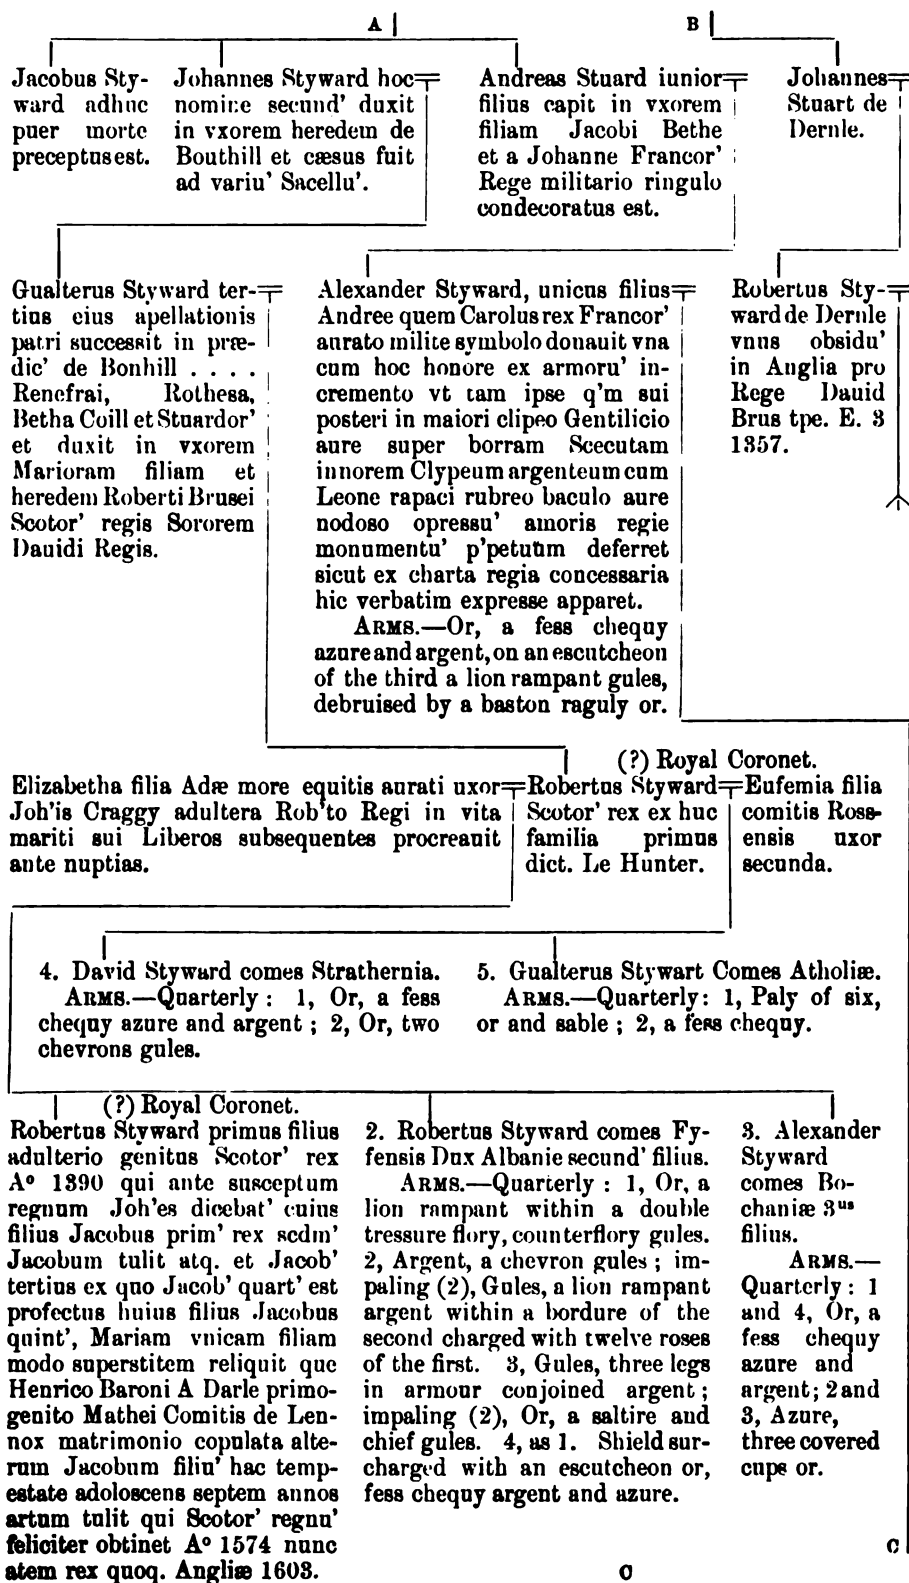 A B
Jacobus Sty-
ward adhuc
puer morte
preceptus est.
Johannes Styward hoc
nomine secund' duxit
in vxorem heredem de
Bouthill et cæsus fuit
ad variu' Sacellu'.
Andreas Stuard iunior
filius capit in vxorem
filiam Jacobi Bethe
et a Johanne Francor'
Rege militario ringulo
condecoratus est.
Johannes
Stuart de
Dernle.
Gualterus Styward ter-
tius eius apellationis
patri successit in præ-
dic' de Bonhill . . . .
Renefrai, Rothesa,
Betha Coill et Stuardor'
et duxit in vxorem
Marioram filiam et
heredem Roberti Brusei
Scotor' regis Sororem
Dauidi Regis.
Alexander Styward, unicus filius
Andree quem Carolus rex Francor'
aurato milite symbolo donauit vna
cum hoc honore ex armoru' in-
cremento vt tam ipse q'm sui
posteri in maiori clipeo Gentilicio
aure super borram Scecutam
innorem Clypeum argenteum cum
Leone rapaci rubreo baculo aure
nodoso opressu' amoris regie
monumentu' p'petuum deferret
sicut ex charta regia concessaria
hic verbatim expresse apparet.
ARMS.—Or, a fess chequy
azure and argent, on an escutcheon
of the third a lion rampant gules,
debruised by a baston raguly or.
Robertus Sty-
ward de Dernle
vnus obsidu'
in Anglia pro
Rege Dauid
Brus tpe. E. 3
1357.
Elizabetha filia Adæ more equitis aurati uxor
Joh'is Craggy adultera Rob'to Regi in vita
mariti sui Liberos subsequentes procreauit
ante nuptias.
(?) Royal Coronet.
Robertus Styward
Scotor' rex ex huc
familia primus
dict. Le Hunter.
Eufemia filia
comitis Ross-
ensis uxor
secunda.
4. David Styward comes Strathernia.
ARMS.—Quarterly : 1, Or, a fess
chequy azure and argent ; 2, Or, two
chevrons gules.
5. Gualterus Stywart Comes Atholiæ.
ARMS.—Quarterly : 1, Paly of six,
or and sable ; 2, a fess chequy.
(?) Royal Coronet.
Robertus Styward primus filius
adulterio genitus Scotor' rex
Aº 1390 qui ante susceptum
regnum Joh'es dicebat' cuius
filius Jacobus prim' rex scdm'
Jacobum tulit atq. et Jacob'
tertius ex quo Jacob' quart' est
profectus huius filius Jacobus
quint', Mariam vnicam filiam
modo superstitem reliquit que
Henrico Baroni A Darle primo-
genito Mathei Comitis de Len-
nox matrimonio copulata alte-
rum Jacobum filiu' hac temp-
estate adoloscens septem annos
artum tulit qui Scotor' regnu'
feliciter obtinet Aº 1574 nunc
atem rex quoq. Angliæ 1603.
2. Robertus Styward comes Fy-
fensis Dux Albanie secund' filius.
ARMS.—Quarterly : 1, Or, a
lion rampant within a double
tressure flory, counterflory gules.
2, Argent, a chevron gules ; im-
paling (2), Gules, a lion rampant
argent within a bordure of the
second charged with twelve roses
of the first. 3, Gules, three legs
in armour conjoined argent ;
impaling (2), Or, a saltire and
chief gules. 4, as 1. Shield sur-
charged with an escutcheon or,
fess chequy argent and azure.
3. Alexander
Styward
comes Bo-
chaniæ 3us
filius.
ARMS.—
Quarterly : 1
and 4, Or, a
fess chequy
azure and
argent; 2 and
3, Azure,
three covered
cups or.
C
C